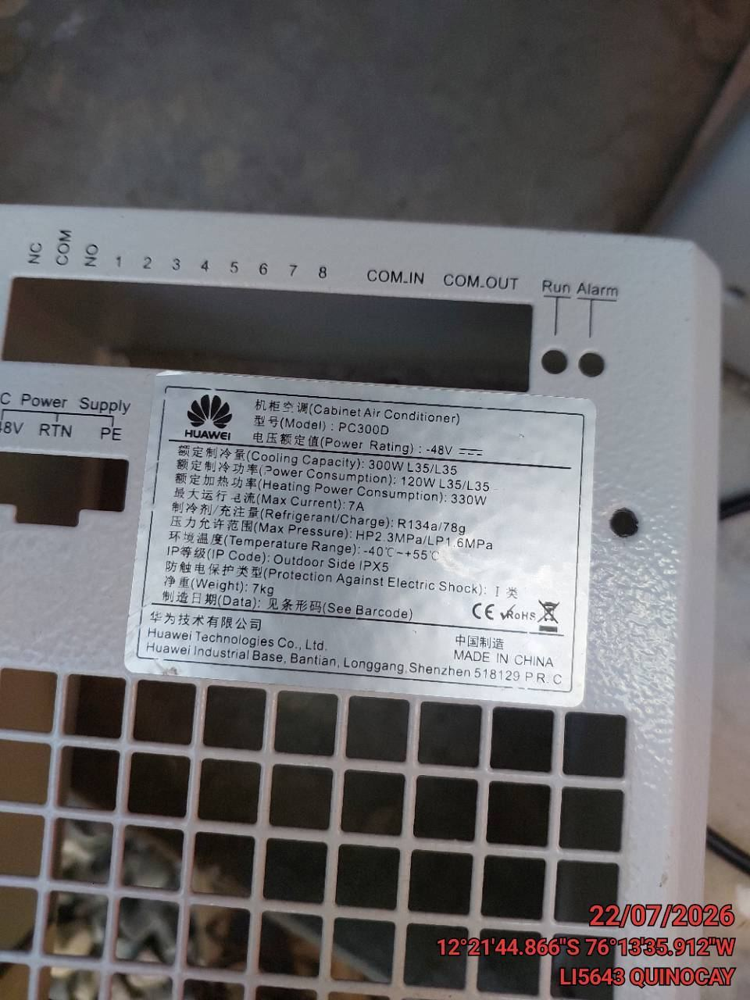 NC COM NO 1 2 3 4 5 6 7 8 COM_IN COM_OUT Run Alarm
C Power Supply
48V RTN PE
HUAWEI
机柜空调(Cabinet Air Conditioner)
型号(Model) : PC300D
电压额定值(Power Rating) : -48V
额定制冷量(Cooling Capacity): 300W L35/L35
额定制冷功率(Power Consumption): 120W L35/L35
额定加热功率(Heating Power Consumption): 330W
最大运行电流(Max Current): 7A
制冷剂/充注量(Refrigerant/Charge): R134a/78g
压力允许范围(Max Pressure): HP2.3MPa/LP1.6MPa
环境温度(Temperature Range): -40℃~+55℃
IP等级(IP Code): Outdoor Side IPX5
防触电保护类型(Protection Against Electric Shock): I 类
净重(Weight): 7kg
制造日期(Data): 见条形码(See Barcode)
CE RoHS
华为技术有限公司
Huawei Technologies Co., Ltd.
Huawei Industrial Base, Bantian, Longgang, Shenzhen 518129 P.R. C
中国制造
MADE IN CHINA
22/07/2026
12°21'44.866"S 76°13'35.912"W
LI5643 QUINOCAY